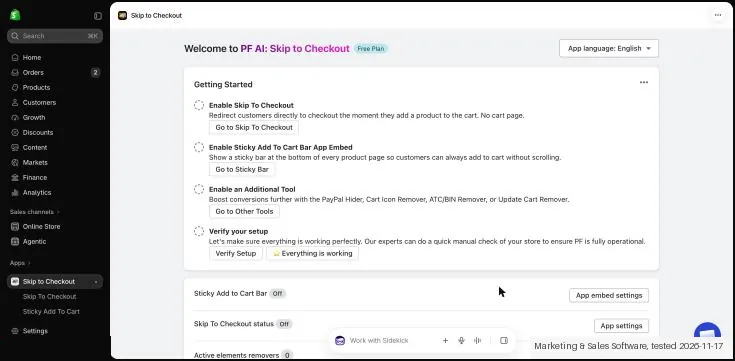 Search ⌘K
Home
Orders 2
Products
Customers
Growth
Discounts
Content
Markets
Finance
Analytics
Sales channels >
Online Store
Agentic
Apps >
Skip to Checkout
Skip To Checkout
Sticky Add To Cart
Settings
Skip to Checkout
Welcome to PF AI: Skip to Checkout Free Plan
App language: English
Getting Started
Enable Skip To Checkout
Redirect customers directly to checkout the moment they add a product to the cart. No cart page.
Go to Skip To Checkout
Enable Sticky Add To Cart Bar App Embed
Show a sticky bar at the bottom of every product page so customers can always add to cart without scrolling.
Go to Sticky Bar
Enable an Additional Tool
Boost conversions further with the PayPal Hider, Cart Icon Remover, ATC/BIN Remover, or Update Cart Remover.
Go to Other Tools
Verify your setup
Let's make sure everything is working perfectly. Our experts can do a quick manual check of your store to ensure PF is fully operational.
Verify Setup ⭐ Everything is working
Sticky Add to Cart Bar Off
App embed settings
Skip To Checkout status Off
App settings
Active elements removers 0
Work with Sidekick
Marketing & Sales Software, tested 2025-11-17